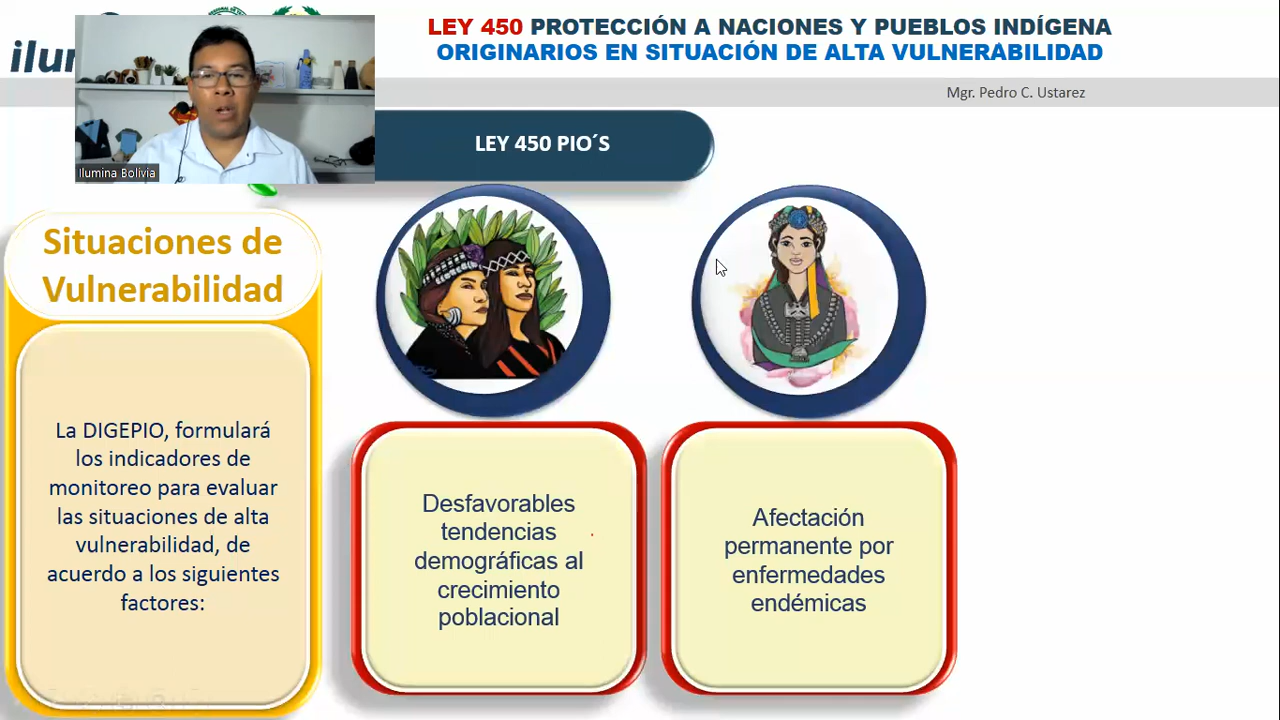 LEY 450 PROTECCIÓN A NACIONES Y PUEBLOS INDÍGENA
ORIGINARIOS EN SITUACIÓN DE ALTA VULNERABILIDAD
Mgr. Pedro C. Ustarez
Ilumina Bolivia
LEY 450 PIO´S
Situaciones de
Vulnerabilidad
La DIGEPIO, formulará
los indicadores de
monitoreo para evaluar
las situaciones de alta
vulnerabilidad, de
acuerdo a los siguientes
factores:
Desfavorables
tendencias
demográficas al
crecimiento
poblacional
Afectación
permanente por
enfermedades
endémicas